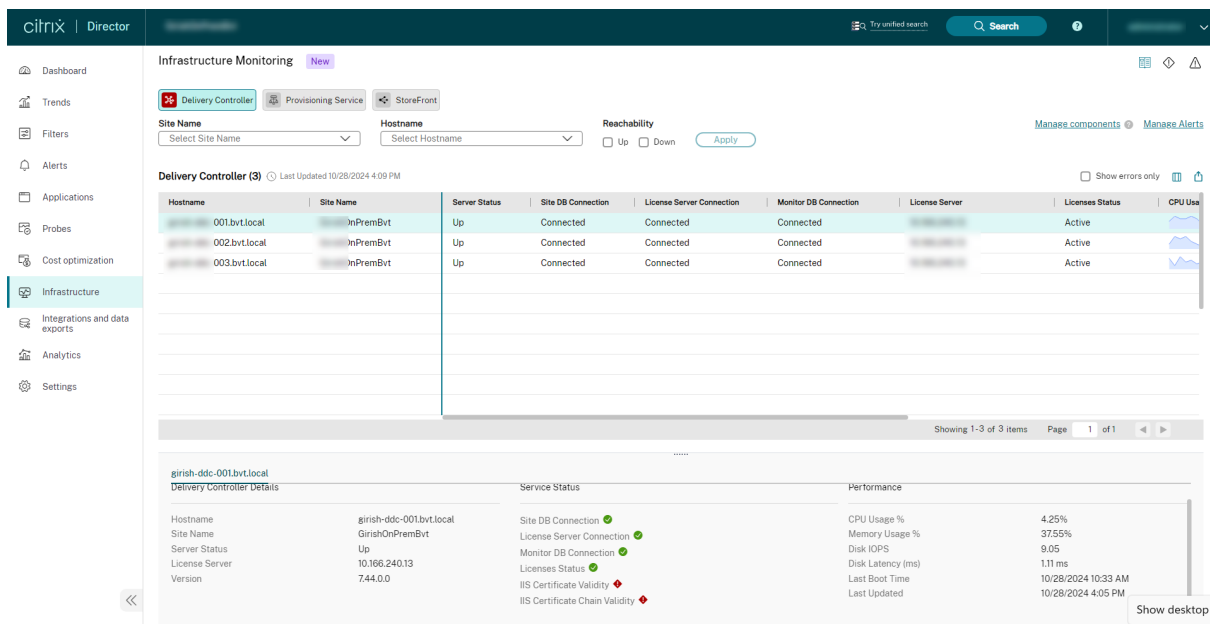 citrix | Director
Try unified search
Search
?
Dashboard
Trends
Filters
Alerts
Applications
Probes
Cost optimization
Infrastructure
Integrations and data
exports
Analytics
Settings
Infrastructure Monitoring New
Delivery Controller Provisioning Service StoreFront
Site Name Hostname Reachability
Select Site Name Select Hostname Up Down Apply
Manage components ? Manage Alerts
Delivery Controller (3) Last Updated 10/28/2024 4:09 PM Show errors only
Hostname Site Name Server Status Site DB Connection License Server Connection Monitor DB Connection License Server Licenses Status CPU Usa
001.bvt.local nPremBvt Up Connected Connected Connected Active
002.bvt.local nPremBvt Up Connected Connected Connected Active
003.bvt.local nPremBvt Up Connected Connected Connected Active
Showing 1-3 of 3 items Page 1 of 1
girish-ddc-001.bvt.local
Delivery Controller Details
Hostname girish-ddc-001.bvt.local
Site Name GirishOnPremBvt
Server Status Up
License Server 10.166.240.13
Version 7.44.0.0
Service Status
Site DB Connection
License Server Connection
Monitor DB Connection
Licenses Status
IIS Certificate Validity
IIS Certificate Chain Validity
Performance
CPU Usage % 4.25%
Memory Usage % 37.55%
Disk IOPS 9.05
Disk Latency (ms) 1.11 ms
Last Boot Time 10/28/2024 10:33 AM
Last Updated 10/28/2024 4:05 PM
Show desktop